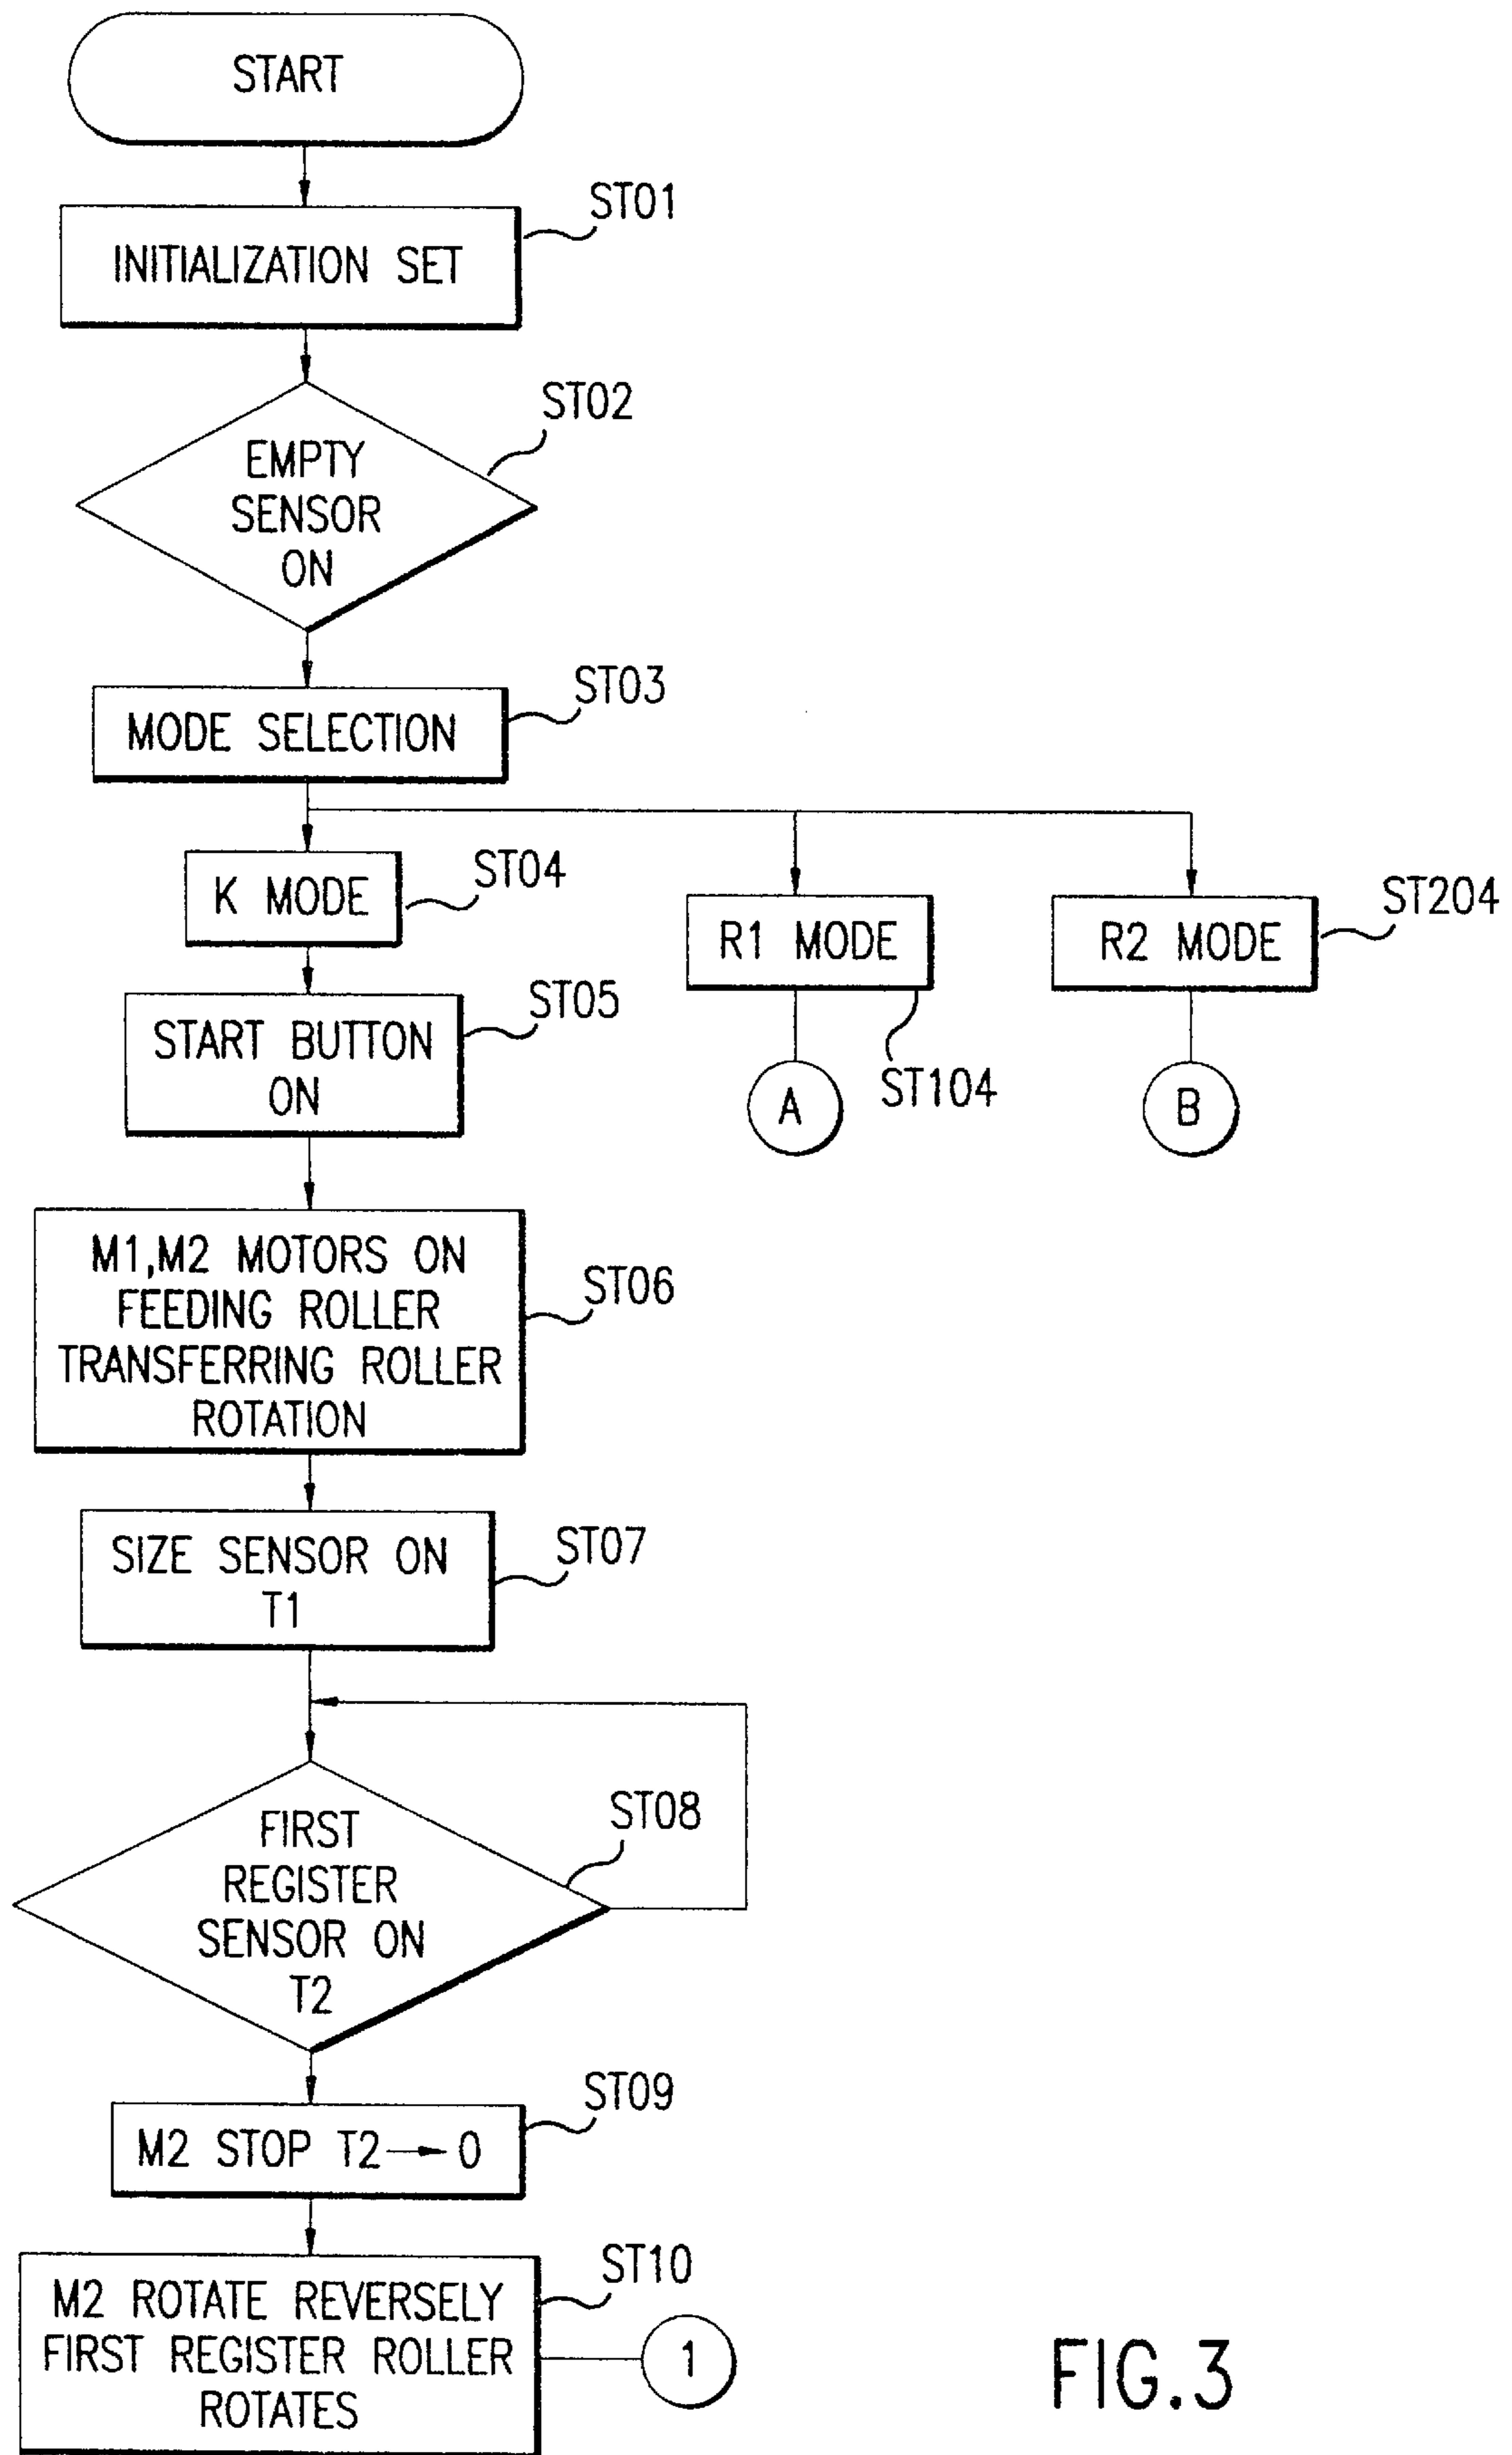 START
ST01
INITIALIZATION SET
ST02
EMPTY
SENSOR
ON
ST03
MODE SELECTION
ST04
K MODE
R1 MODE
ST104
A
R2 MODE
ST204
B
ST05
START BUTTON
ON
ST06
M1,M2 MOTORS ON
FEEDING ROLLER
TRANSFERRING ROLLER
ROTATION
ST07
SIZE SENSOR ON
T1
ST08
FIRST
REGISTER
SENSOR ON
T2
ST09
M2 STOP T2→0
ST10
M2 ROTATE REVERSELY
FIRST REGISTER ROLLER
ROTATES
1
FIG.3